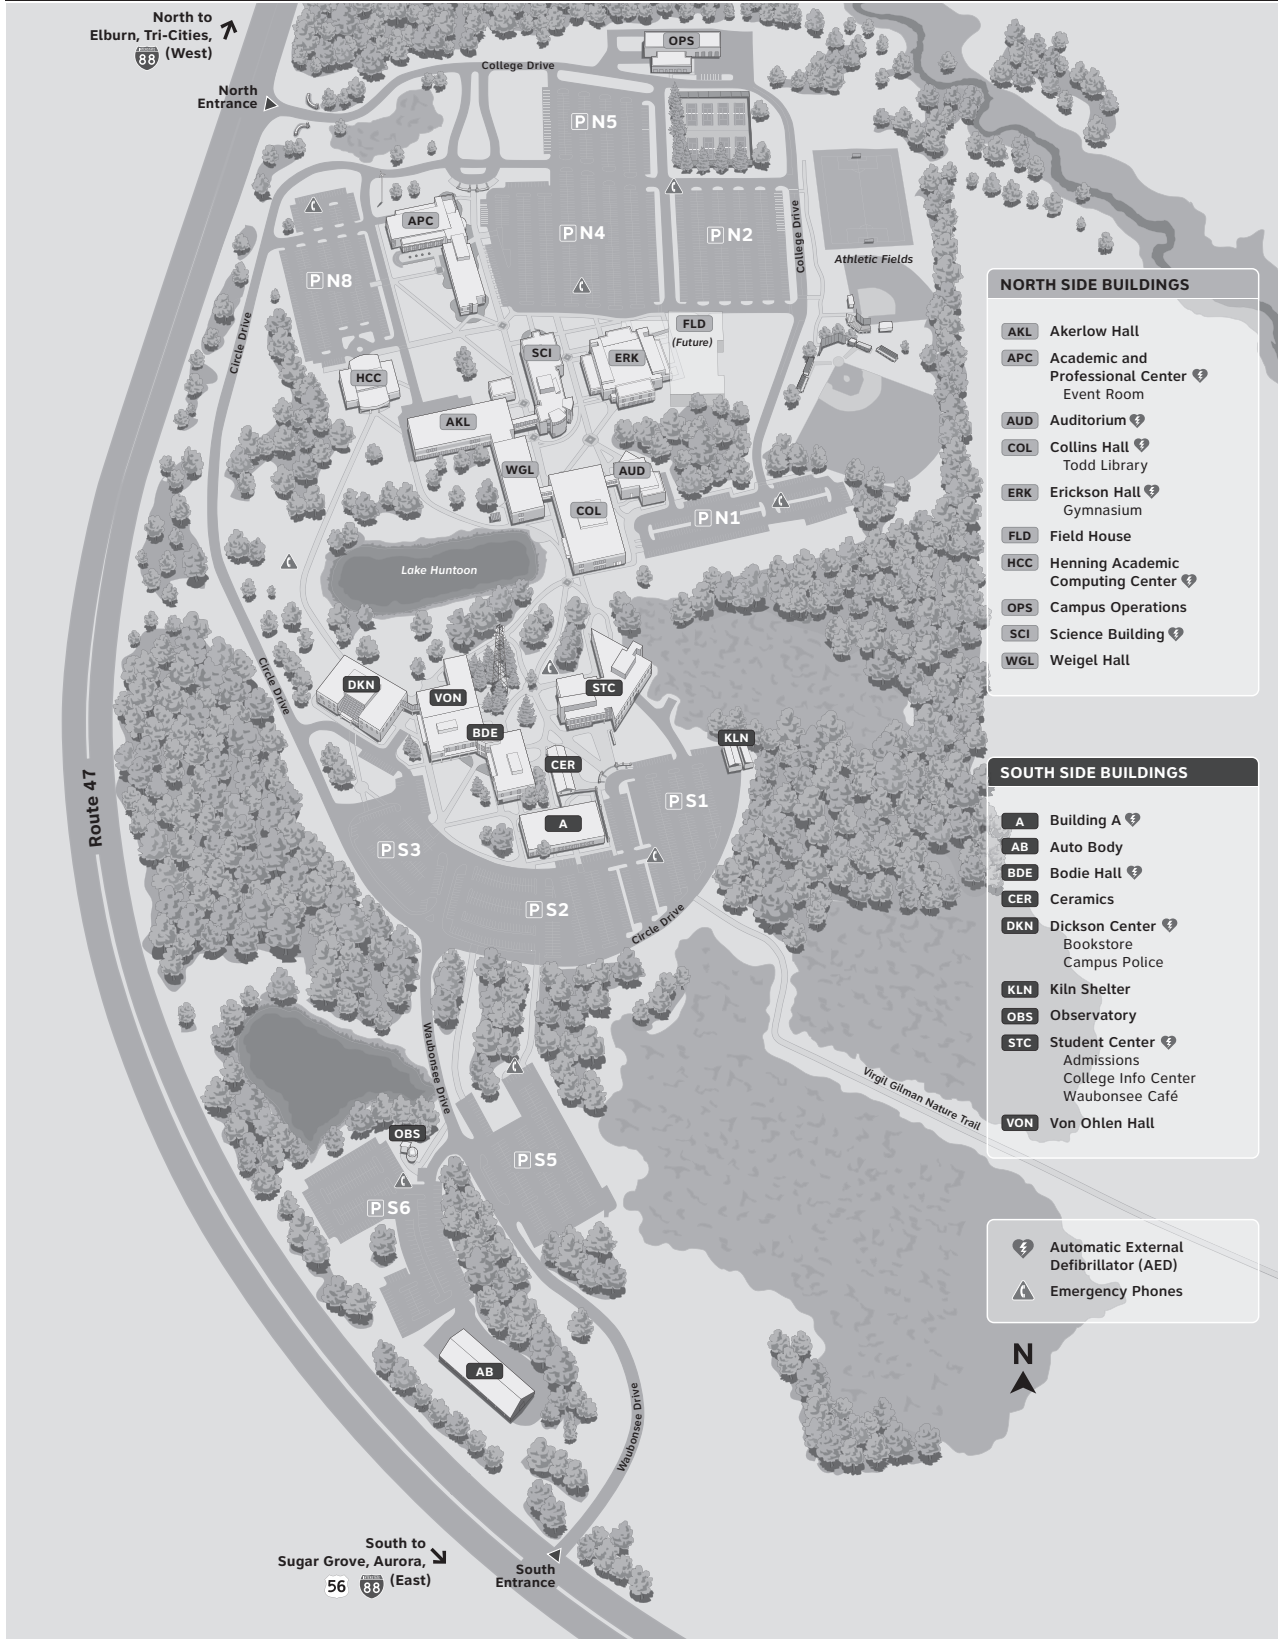 North to
Elburn, Tri-Cities,
88 (West)
North
Entrance
College Drive
OPS
P N5
APC
P N4
P N2
College Drive
Athletic Fields
P N8
Circle Drive
FLD
(Future)
SCI
ERK
HCC
AKL
WGL
AUD
COL
P N1
Lake Huntoon
Circle Drive
DKN
VON
STC
BDE
KLN
CER
P S1
A
Route 47
P S3
P S2
Circle Drive
Waubonsee Drive
Virgil Gilman Nature Trail
OBS
P S5
P S6
AB
Waubonsee Drive
South to
Sugar Grove, Aurora,
56 88 (East)
South
Entrance
NORTH SIDE BUILDINGS
AKL Akerlow Hall
APC Academic and
Professional Center
Event Room
AUD Auditorium
COL Collins Hall
Todd Library
ERK Erickson Hall
Gymnasium
FLD Field House
HCC Henning Academic
Computing Center
OPS Campus Operations
SCI Science Building
WGL Weigel Hall
SOUTH SIDE BUILDINGS
A Building A
AB Auto Body
BDE Bodie Hall
CER Ceramics
DKN Dickson Center
Bookstore
Campus Police
KLN Kiln Shelter
OBS Observatory
STC Student Center
Admissions
College Info Center
Waubonsee Café
VON Von Ohlen Hall
Automatic External
Defibrillator (AED)
Emergency Phones
N